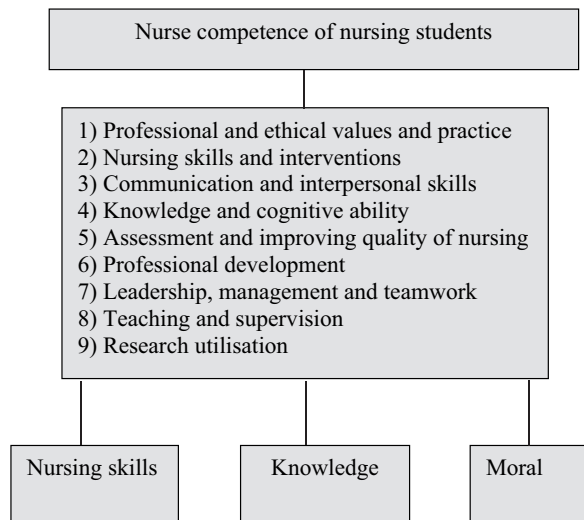 Nurse competence of nursing students
1) Professional and ethical values and practice
2) Nursing skills and interventions
3) Communication and interpersonal skills
4) Knowledge and cognitive ability
5) Assessment and improving quality of nursing
6) Professional development
7) Leadership, management and teamwork
8) Teaching and supervision
9) Research utilisation
Nursing skills
Knowledge
Moral